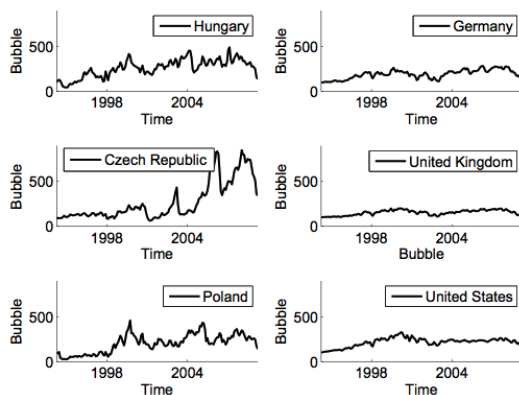 Hungary
Bubble
500
0
1998
2004
Time
Germany
Bubble
500
0
1998
2004
Time
Czech Republic
Bubble
500
0
1998
2004
Time
United Kingdom
Bubble
500
0
1998
2004
Bubble
Poland
Bubble
500
0
1998
2004
Time
United States
Bubble
500
0
1998
2004
Time